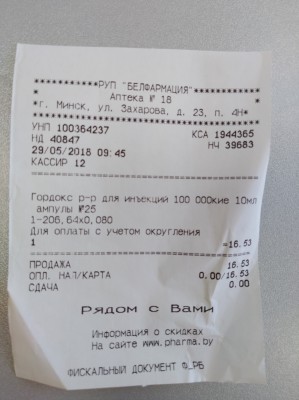 ***********************
*****РУП "БЕЛФАРМАЦИЯ"*****
* Аптека № 18 *
*г. Минск, ул. Захарова, д. 23, п. 4Н*
***********************
УНП 100364237 КСА 1944365
НД 40847 НЧ 39683
29/05/2018 09:45
КАССИР 12
Гордокс р-р для инъекций 100 000кие 10мл
ампулы №25
1-206,64х0,080
Для оплаты с учетом округления
1 =16.53
ПРОДАЖА 16.53
ОПЛ. НАЛ/КАРТА 0.00/16.53
СДАЧА 0.00
Рядом с Вами
Информация о скидках
На сайте www.pharma.by
ФИСКАЛЬНЫЙ ДОКУМЕНТ РБ